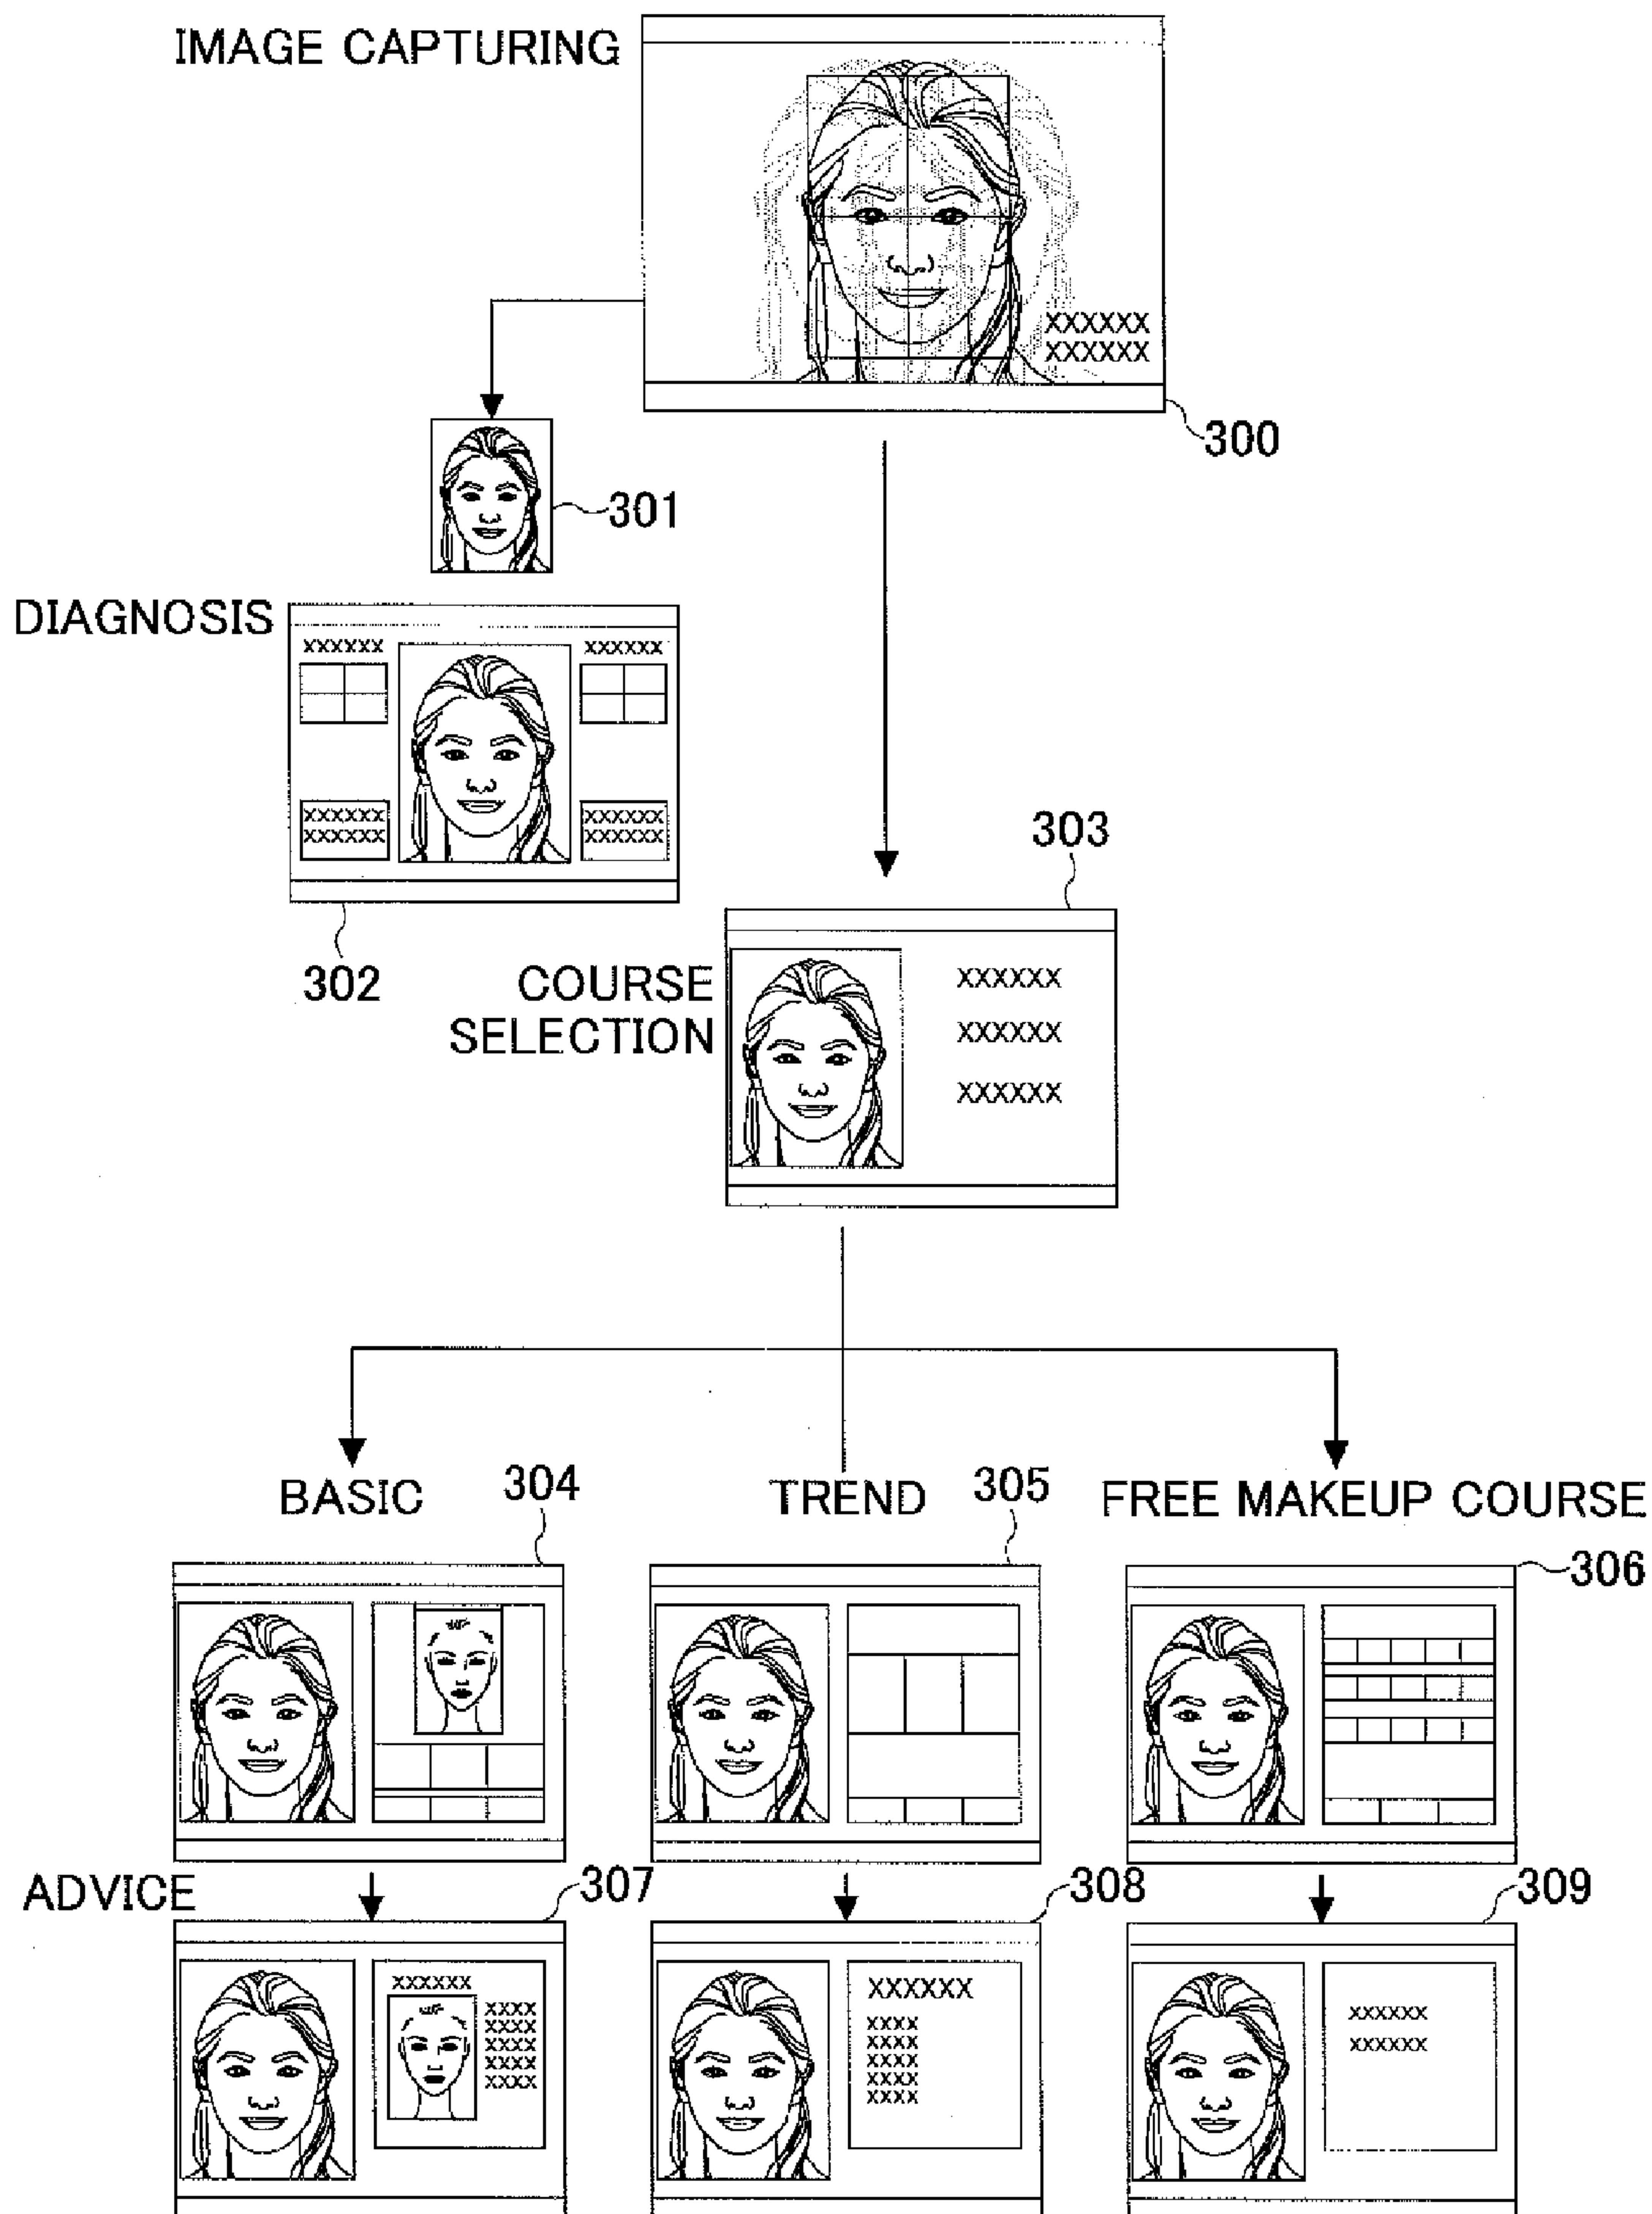 IMAGE CAPTURING
XXXXXX
XXXXXX
300
301
DIAGNOSIS
XXXXXX
XXXXXX
XXXXXX
XXXXXX
XXXXXX
XXXXXX
302
303
COURSE
SELECTION
XXXXXX
XXXXXX
XXXXXX
BASIC
304
TREND
305
FREE MAKEUP COURSE
306
ADVICE
307
308
309
XXXXXX
XXXX
XXXX
XXXX
XXXX
XXXX
XXXXXX
XXXX
XXXX
XXXX
XXXX
XXXX
XXXXXX
XXXXXX